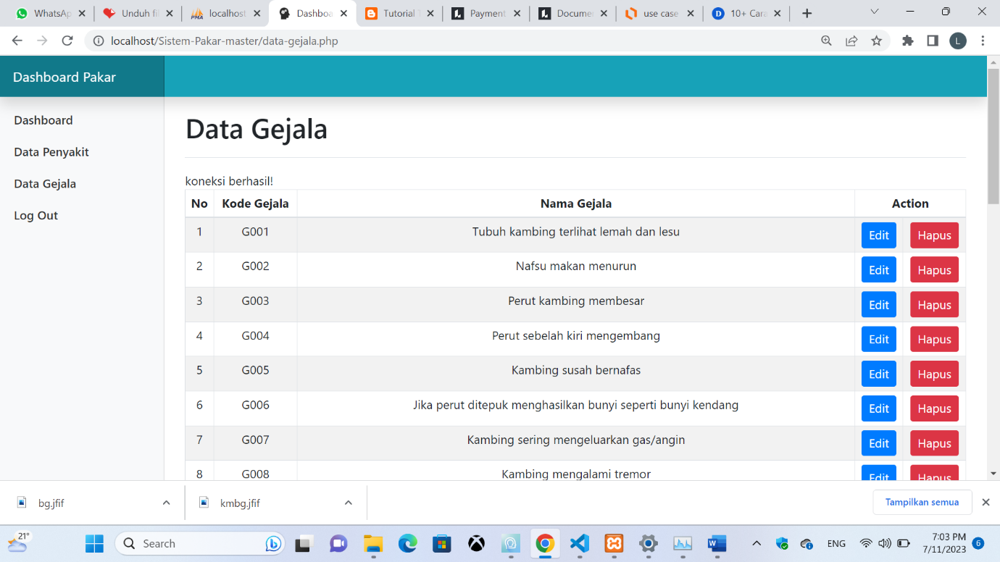 WhatsAp
Unduh fil
localhost
Dashboa
Tutorial T
Payment
Documer
use case
10+ Cara
localhost/Sistem-Pakar-master/data-gejala.php
L
Dashboard Pakar
Dashboard
Data Penyakit
Data Gejala
Log Out
Data Gejala
koneksi berhasil!
No Kode Gejala Nama Gejala Action
1 G001 Tubuh kambing terlihat lemah dan lesu Edit Hapus
2 G002 Nafsu makan menurun Edit Hapus
3 G003 Perut kambing membesar Edit Hapus
4 G004 Perut sebelah kiri mengembang Edit Hapus
5 G005 Kambing susah bernafas Edit Hapus
6 G006 Jika perut ditepuk menghasilkan bunyi seperti bunyi kendang Edit Hapus
7 G007 Kambing sering mengeluarkan gas/angin Edit Hapus
8 G008 Kambing mengalami tremor Edit Hapus
bg.jfif
kmbg.jfif
Tampilkan semua
21°
Search
ENG
7:03 PM
7/11/2023
6